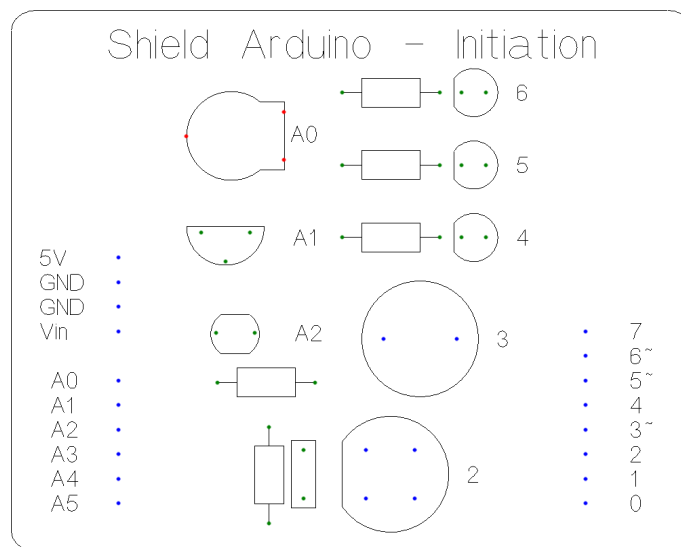 Shield Arduino - Initiation
6
A0
5
A1
4
5V
GND
GND
Vin
A2
3
7
6~
A0
5~
A1
4
A2
3~
A3
2
2
A4
1
A5
0